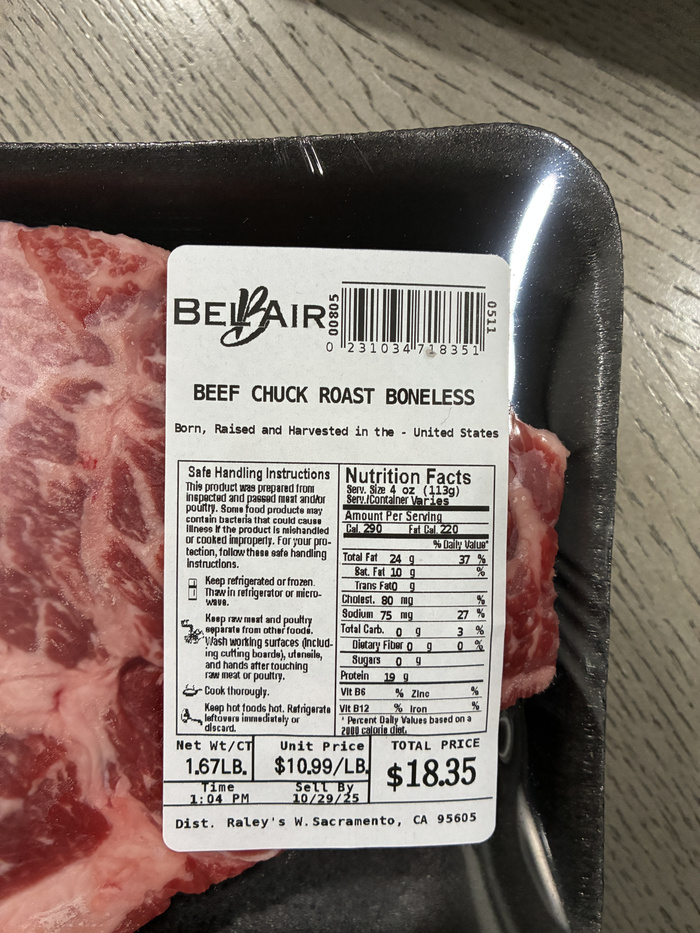 BEL AIR
B
00805
0511
0 231034 718351
BEEF CHUCK ROAST BONELESS
Born, Raised and Harvested in the - United States
Safe Handling Instructions
This product was prepared from
inspected and passed meat and/or
poultry. Some food products may
contain bacteria that could cause
illness if the product is mishandled
or cooked improperly. For your pro-
tection, follow these safe handling
Instructions.
Keep refrigerated or frozen.
Thaw in refrigerator or micro-
wave.
Keep raw meat and poultry
separate from other foods.
Wash working surfaces (includ-
ing cutting boards), utensils,
and hands after touching
raw meat or poultry.
Cook thoroughly.
Keep hot foods hot. Refrigerate
leftovers immediately or
discard.
Nutrition Facts
Serv. Size 4 oz (113g)
Serv./Container Varies
Amount Per Serving
Cal. 290 Fat Cal. 220
% Daily Value*
Total Fat 24 g 37 %
Sat. Fat 10 g %
Trans Fat 0 g
Cholest. 80 mg %
Sodium 75 mg 27 %
Total Carb. 0 g 3 %
Dietary Fiber 0 g 0 %
Sugars 0 g
Protein 19 g
Vit B6 % Zinc %
Vit B12 % Iron %
* Percent Daily Values based on a
2000 calorie diet.
Net Wt/CT Unit Price TOTAL PRICE
1.67LB. $10.99/LB. $18.35
Time Sell By
1:04 PM 10/29/25
Dist. Raley's W.Sacramento, CA 95605